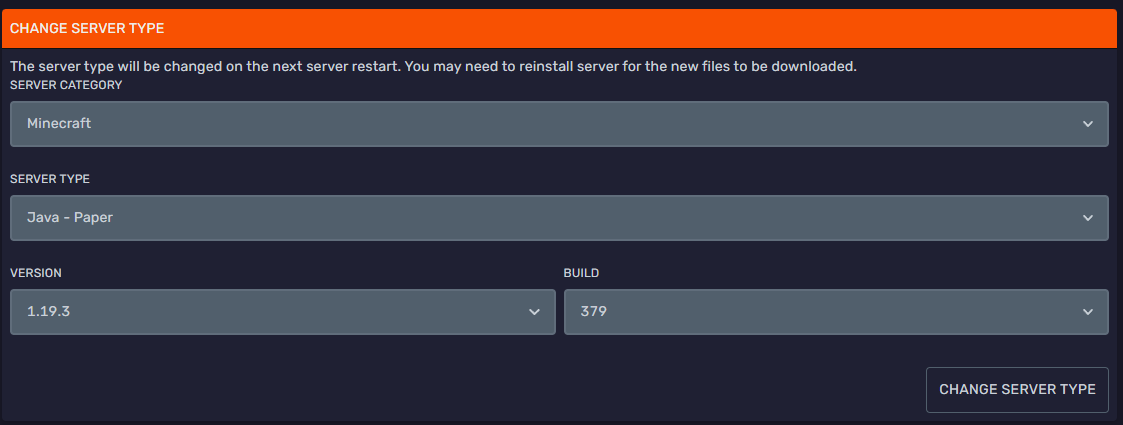 CHANGE SERVER TYPE
The server type will be changed on the next server restart. You may need to reinstall server for the new files to be downloaded.
SERVER CATEGORY
Minecraft
SERVER TYPE
Java - Paper
VERSION
BUILD
1.19.3
379
CHANGE SERVER TYPE